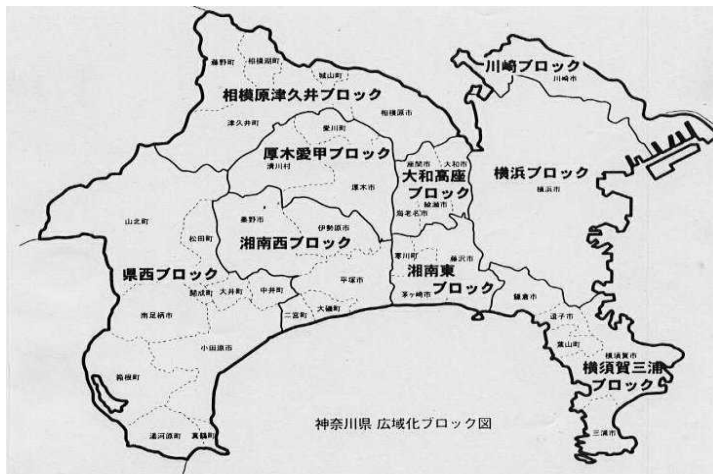 川崎ブロック
川崎市
藤野町
相模湖町
城山町
相模原津久井ブロック
相模原市
津久井町
愛川町
厚木愛甲ブロック
清川村
厚木市
座間市
大和市
大和高座
ブロック
綾瀬市
海老名市
横浜ブロック
横浜市
山北町
松田町
秦野市
伊勢原市
湘南西ブロック
平塚市
寒川町
藤沢市
湘南東
ブロック
茅ヶ崎市
県西ブロック
開成町
大井町
中井町
二宮町
大磯町
南足柄市
小田原市
箱根町
湯河原町
真鶴町
鎌倉市
逗子市
葉山町
横須賀市
横須賀三浦
ブロック
三浦市
神奈川県 広域化ブロック図